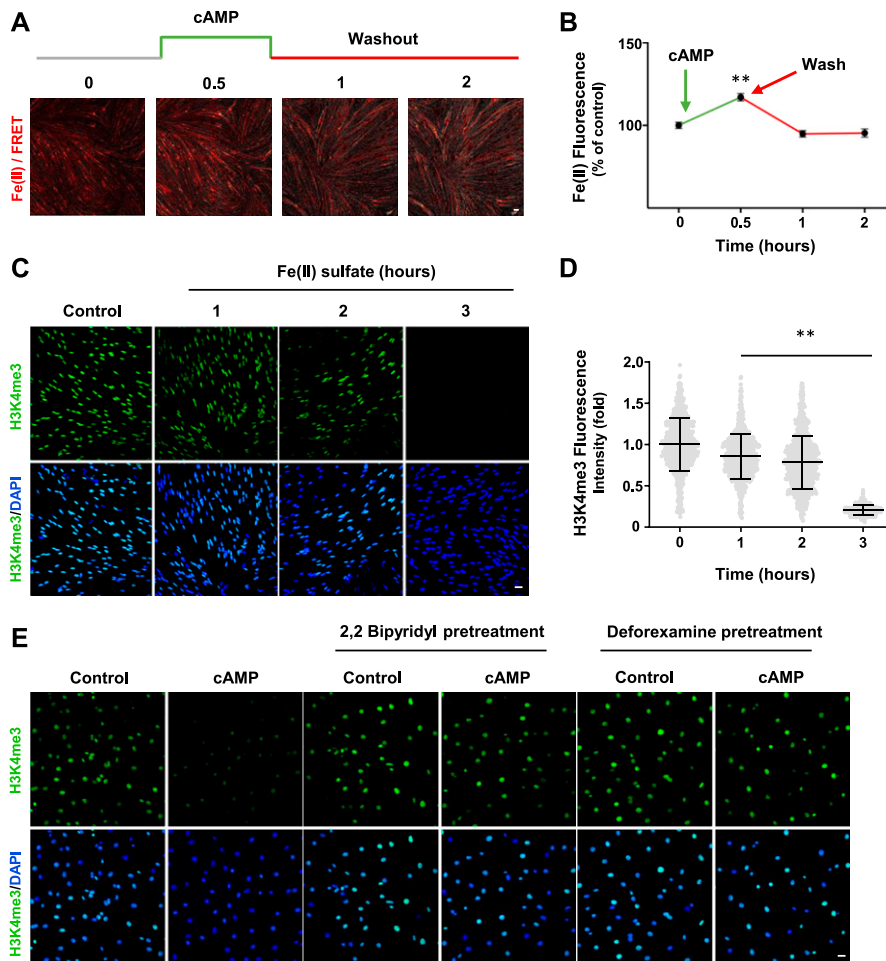 A
cAMP
Washout
0
0.5
1
2
Fe(II) / FRET
B
150
100
cAMP
**
Wash
Fe(II) Fluorescence
(% of control)
0
0.5
1
2
Time (hours)
C
Fe(II) sulfate (hours)
Control
1
2
3
H3K4me3
H3K4me3/DAPI
D
**
2.0
1.5
1.0
0.5
0
H3K4me3 Fluorescence
Intensity (fold)
0
1
2
3
Time (hours)
E
2,2 Bipyridyl pretreatment
Deforexamine pretreatment
Control
cAMP
Control
cAMP
Control
cAMP
H3K4me3
H3K4me3/DAPI